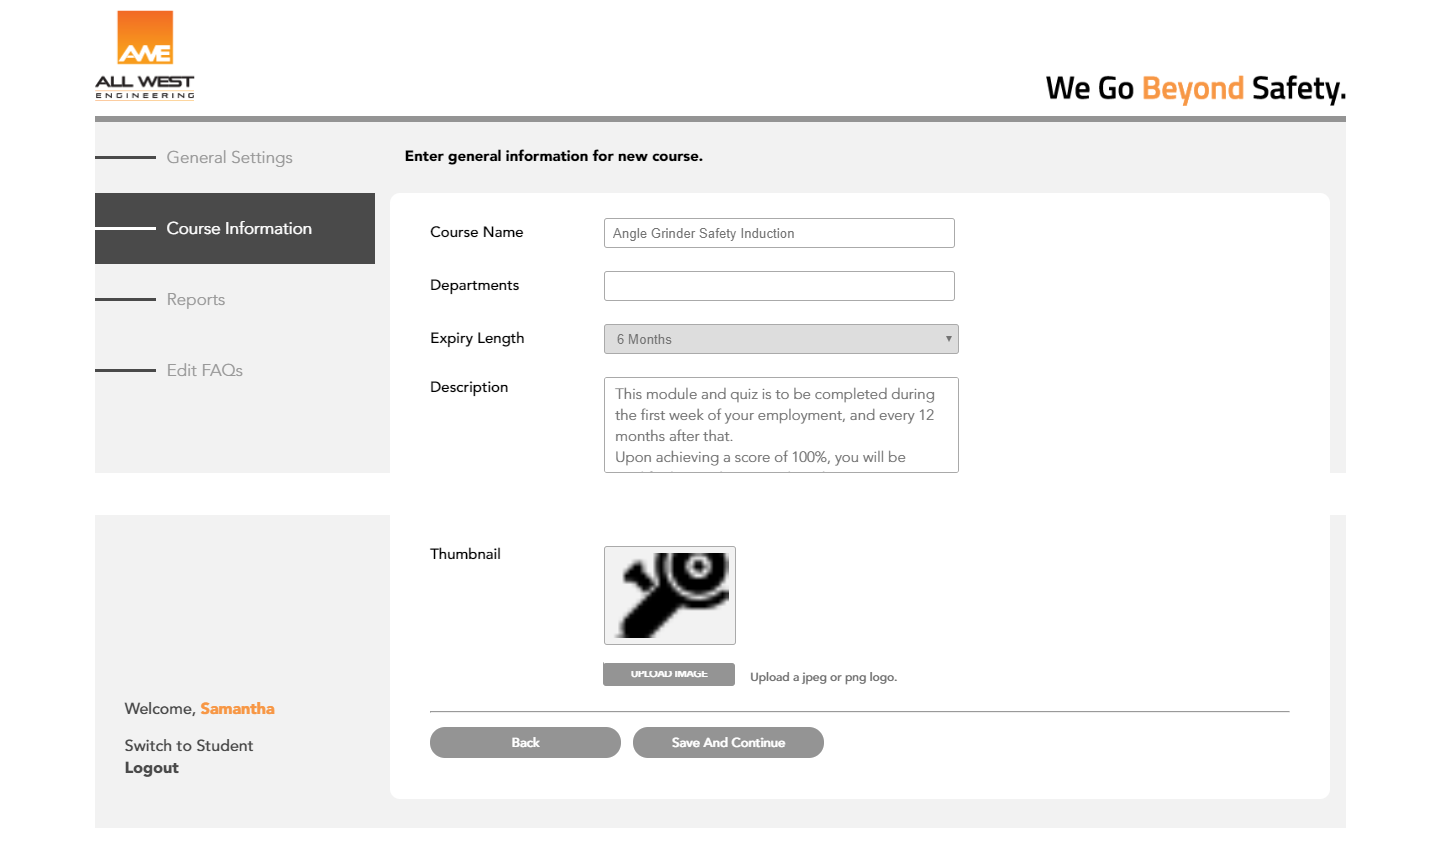 AWE
ALL WEST
ENGINEERING
We Go Beyond Safety.
General Settings
Course Information
Reports
Edit FAQs
Enter general information for new course.
Course Name
Angle Grinder Safety Induction
Departments
Expiry Length
6 Months
Description
This module and quiz is to be completed during
the first week of your employment, and every 12
months after that.
Upon achieving a score of 100%, you will be
Thumbnail
UPLOAD IMAGE
Upload a jpeg or png logo.
Back
Save And Continue
Welcome, Samantha
Switch to Student
Logout